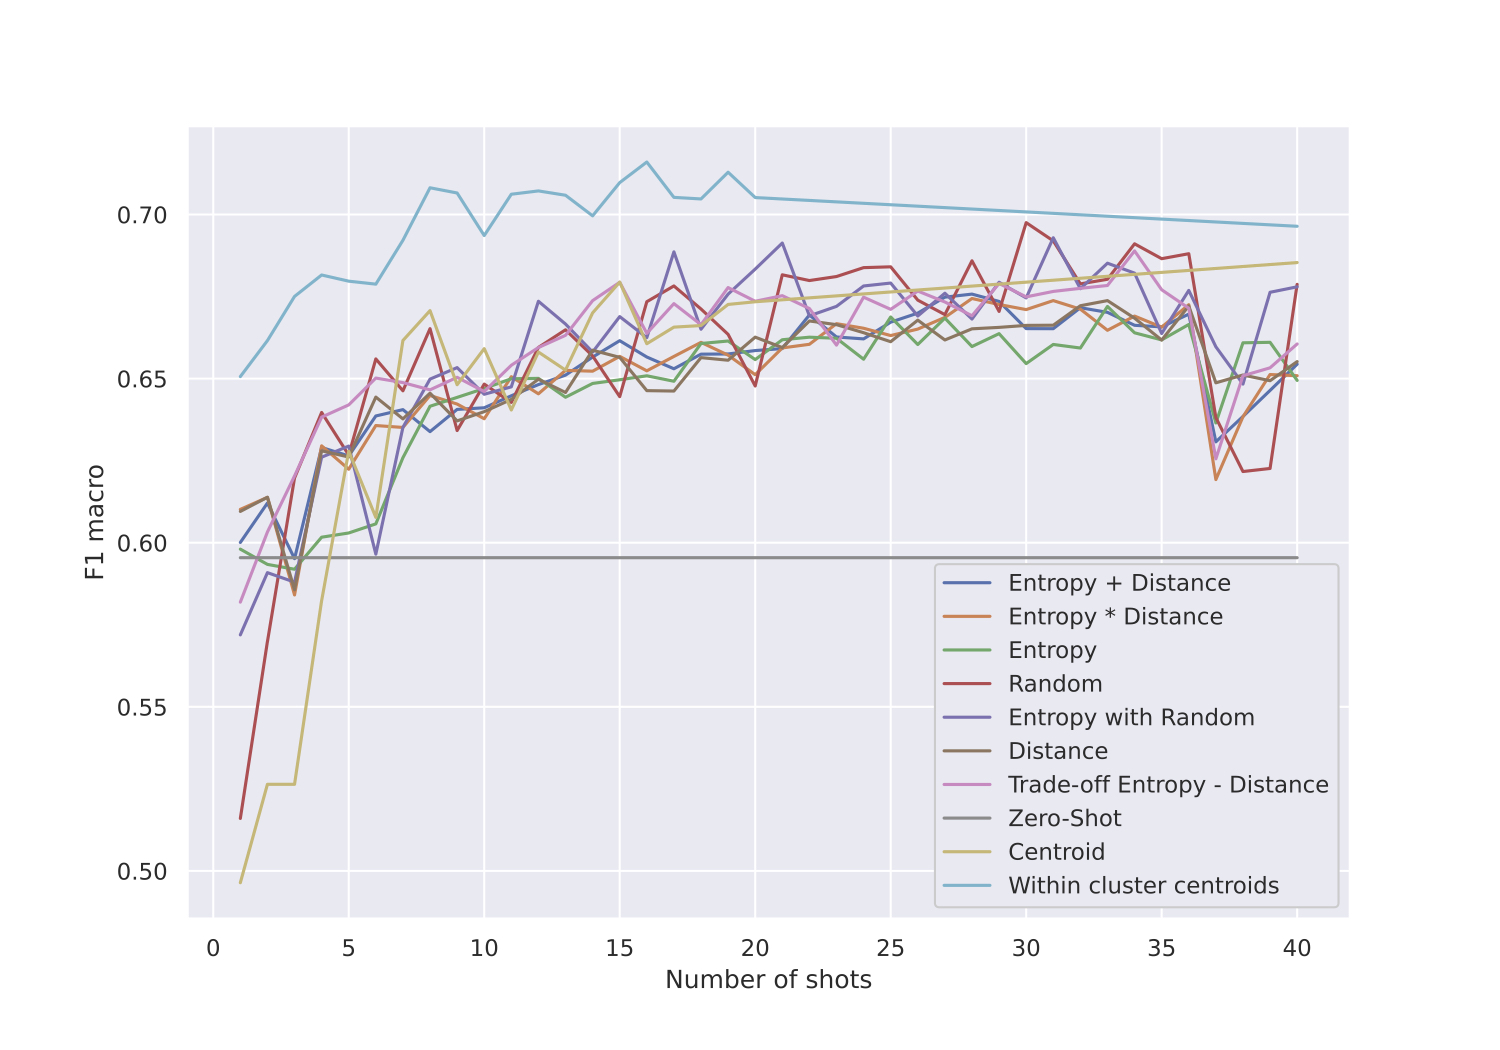 0.70
0.65
0.60
0.55
0.50
F1 macro
0 5 10 15 20 25 30 35 40
Number of shots
Entropy + Distance
Entropy * Distance
Entropy
Random
Entropy with Random
Distance
Trade-off Entropy - Distance
Zero-Shot
Centroid
Within cluster centroids